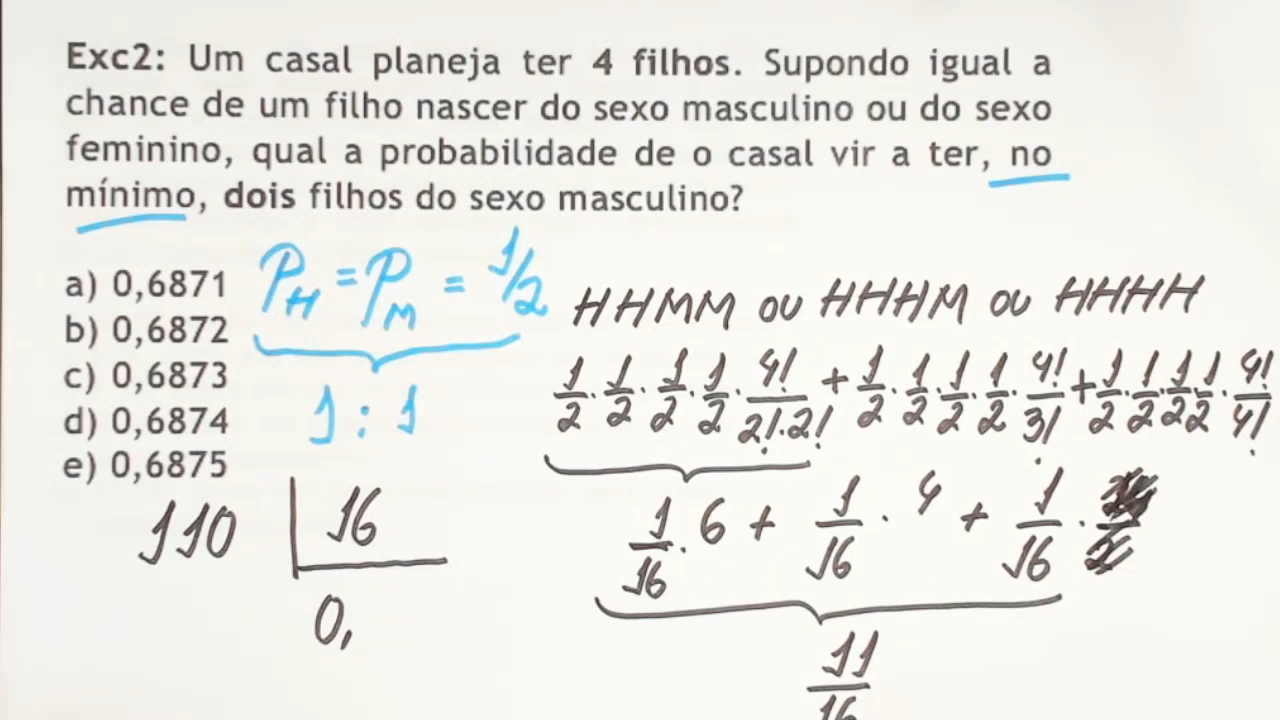 Exc2: Um casal planeja ter 4 filhos. Supondo igual a
chance de um filho nascer do sexo masculino ou do sexo
feminino, qual a probabilidade de o casal vir a ter, no
mínimo, dois filhos do sexo masculino?
a) 0,6871
b) 0,6872
c) 0,6873
d) 0,6874
e) 0,6875
P_H = P_M = 1/2
1 : 1
HHMM OU HHHM OU HHHH
1/2 . 1/2 . 1/2 . 1/2 . 4!/2!.2! + 1/2 . 1/2 . 1/2 . 1/2 . 4!/3! + 1/2 . 1/2 . 1/2 . 1/2 . 4!/4!
1/16 . 6 + 1/16 . 4 + 1/16 .
11/16
110 16
0,